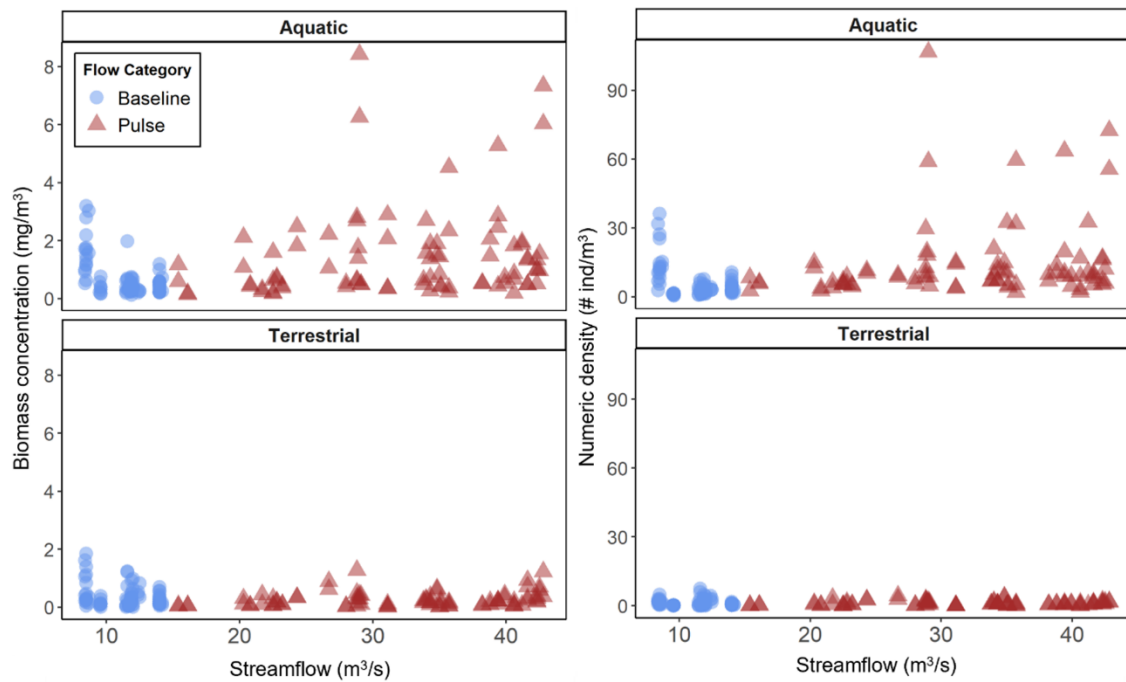 Aquatic
Biomass concentration (mg/m³)
8
6
4
2
0
Flow Category
Baseline
Pulse
Terrestrial
8
6
4
2
0
10 20 30 40
Streamflow (m³/s)
Aquatic
Numeric density (# ind/m³)
90
60
30
0
Terrestrial
90
60
30
0
10 20 30 40
Streamflow (m³/s)